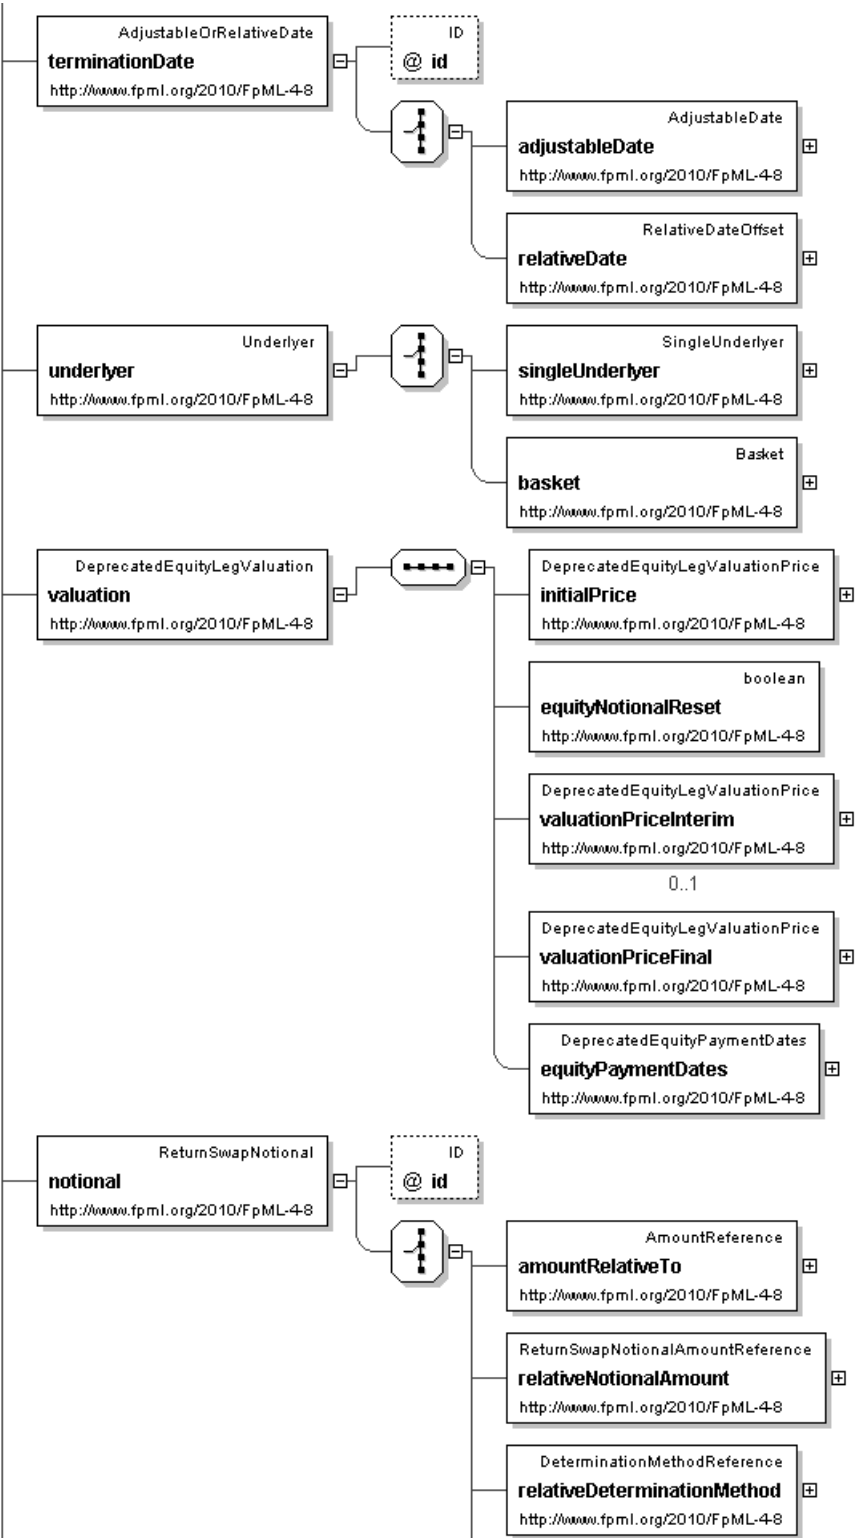 AdjustableOrRelativeDate
terminationDate
http://www.fpml.org/2010/FpML-4-8
ID
@ id
AdjustableDate
adjustableDate
http://www.fpml.org/2010/FpML-4-8
RelativeDateOffset
relativeDate
http://www.fpml.org/2010/FpML-4-8
Underlyer
underlyer
http://www.fpml.org/2010/FpML-4-8
SingleUnderlyer
singleUnderlyer
http://www.fpml.org/2010/FpML-4-8
Basket
basket
http://www.fpml.org/2010/FpML-4-8
DeprecatedEquityLegValuation
valuation
http://www.fpml.org/2010/FpML-4-8
DeprecatedEquityLegValuationPrice
initialPrice
http://www.fpml.org/2010/FpML-4-8
boolean
equityNotionalReset
http://www.fpml.org/2010/FpML-4-8
DeprecatedEquityLegValuationPrice
valuationPriceInterim
http://www.fpml.org/2010/FpML-4-8
0..1
DeprecatedEquityLegValuationPrice
valuationPriceFinal
http://www.fpml.org/2010/FpML-4-8
DeprecatedEquityPaymentDates
equityPaymentDates
http://www.fpml.org/2010/FpML-4-8
ReturnSwapNotional
notional
http://www.fpml.org/2010/FpML-4-8
ID
@ id
AmountReference
amountRelativeTo
http://www.fpml.org/2010/FpML-4-8
ReturnSwapNotionalAmountReference
relativeNotionalAmount
http://www.fpml.org/2010/FpML-4-8
DeterminationMethodReference
relativeDeterminationMethod
http://www.fpml.org/2010/FpML-4-8